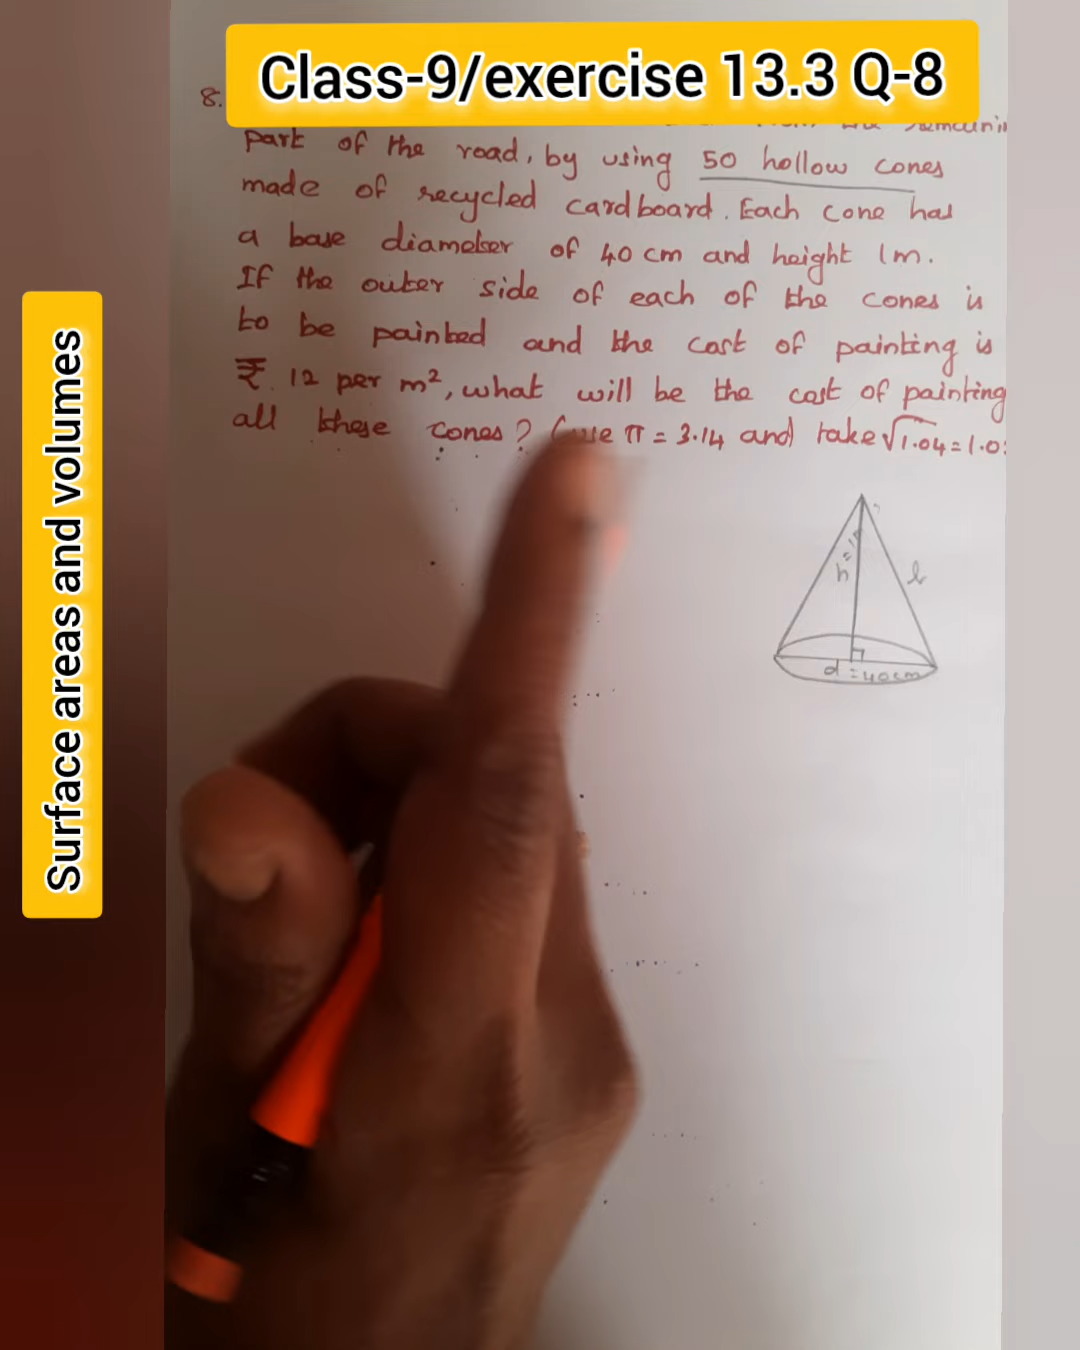 Class-9/exercise 13.3 Q-8
8.
part of the road, by using 50 hollow cones
made of recycled cardboard. Each cone has
a base diameter of 40 cm and height 1m.
If the outer side of each of the cones is
to be painted and the cost of painting is
₹. 12 per m², what will be the cost of painting
all these cones? π = 3.14 and take √1.04 = 1.0
h = 1m
l
d = 40cm
Surface areas and volumes